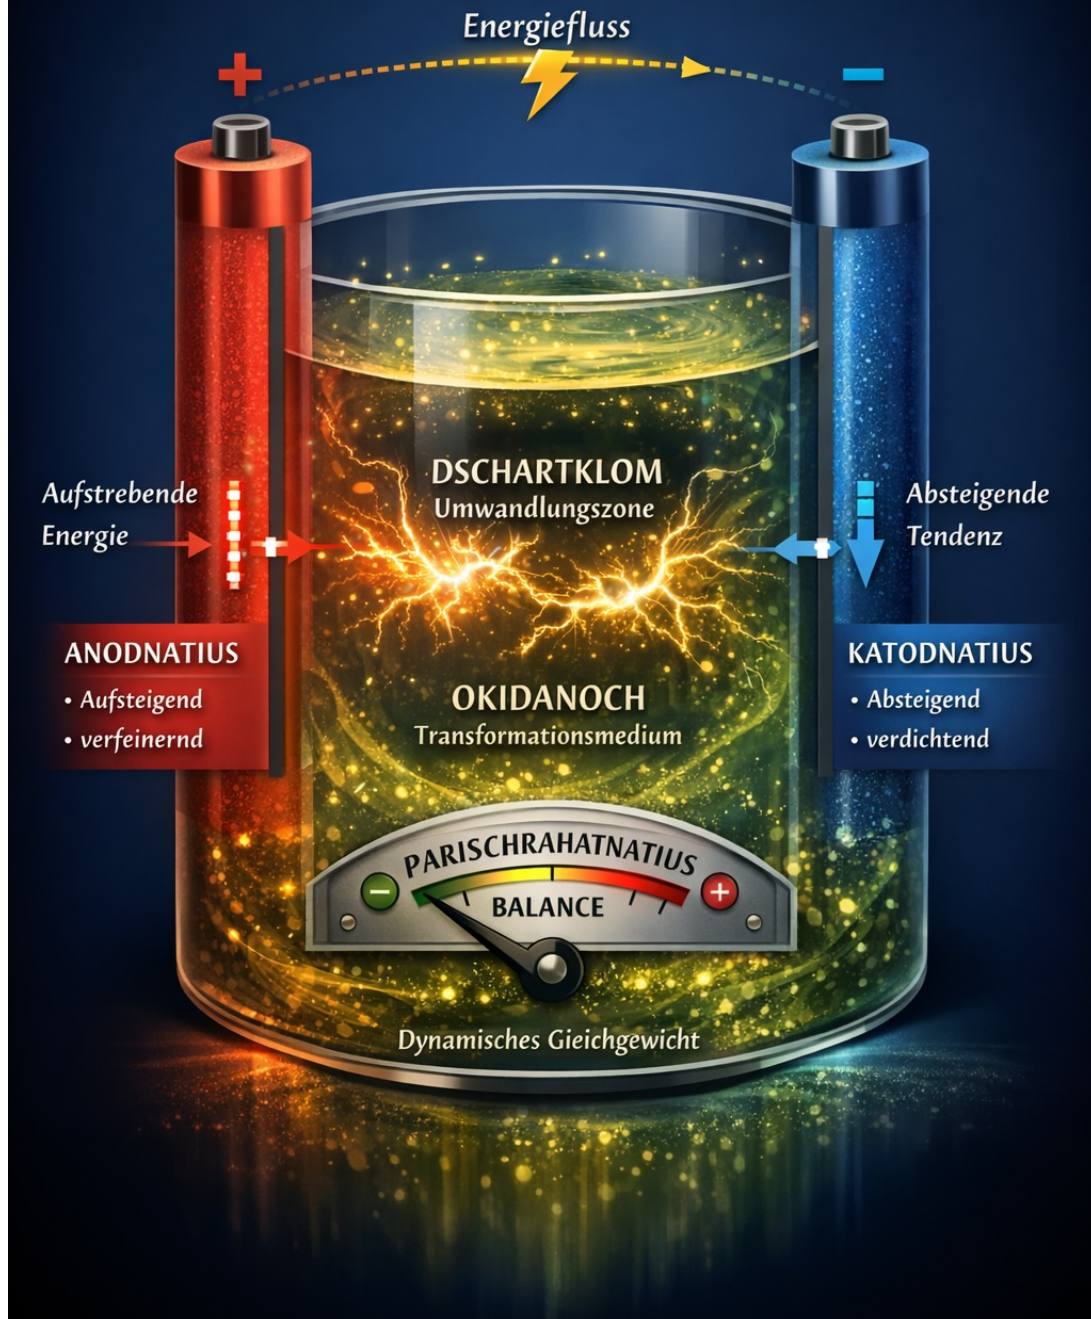 Energiefluss
+
−
DSCHARTKLOM
Umwandlungszone
Aufstrebende
Energie
Absteigende
Tendenz
ANODNATIUS
• Aufsteigend
• verfeinernd
KATODNATIUS
• Absteigend
• verdichtend
OKIDANOCH
Transformationsmedium
PARISCHRAHATNATIUS
− +
BALANCE
Dynamisches Gieichgewicht